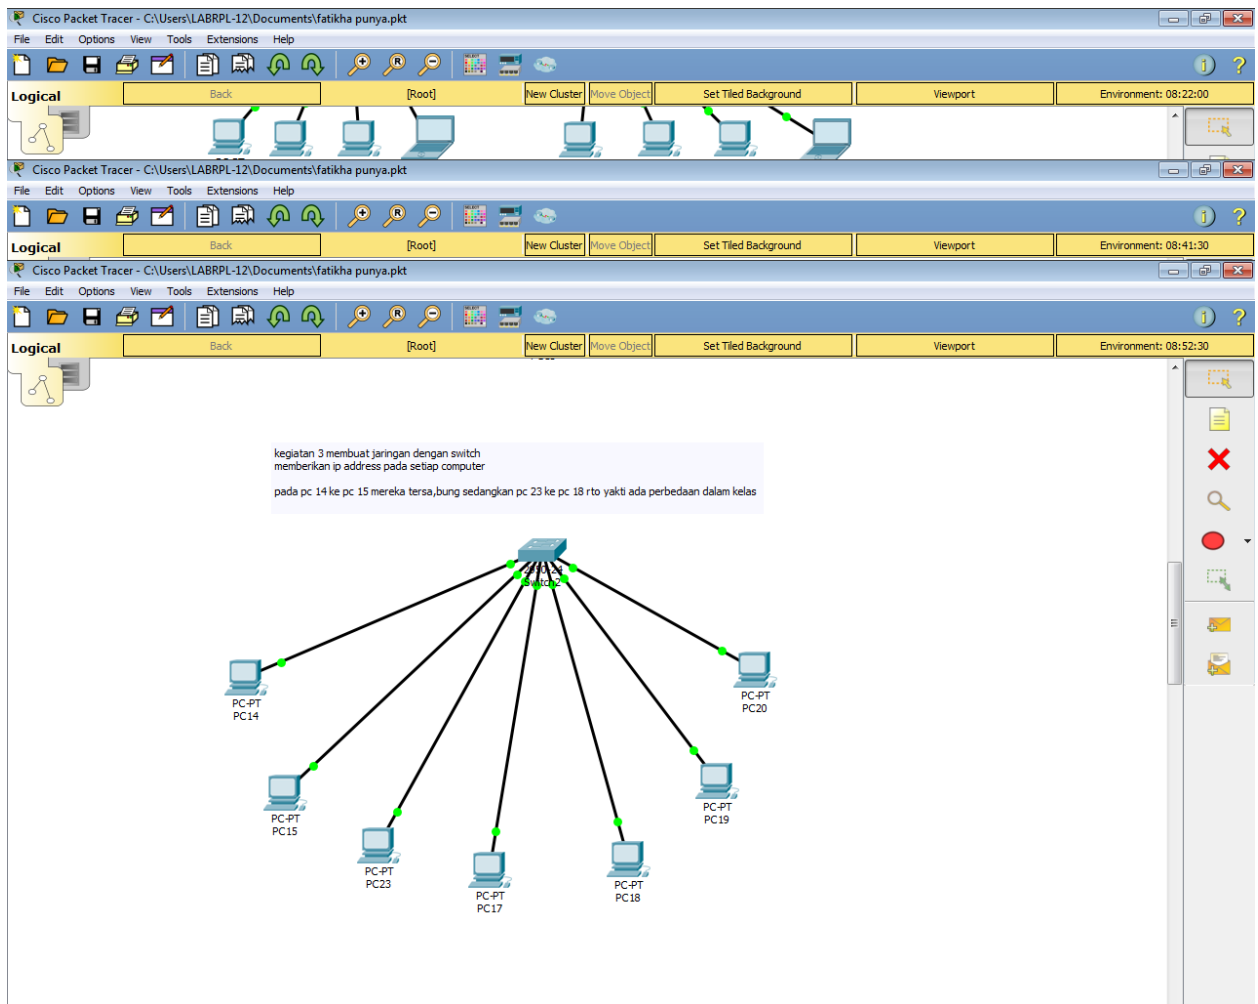 Cisco Packet Tracer - C:\Users\LABRPL-12\Documents\fatikha punya.pkt
File Edit Options View Tools Extensions Help
Logical Back [Root] New Cluster Move Object Set Tiled Background Viewport Environment: 08:22:00
Cisco Packet Tracer - C:\Users\LABRPL-12\Documents\fatikha punya.pkt
File Edit Options View Tools Extensions Help
Logical Back [Root] New Cluster Move Object Set Tiled Background Viewport Environment: 08:41:30
Cisco Packet Tracer - C:\Users\LABRPL-12\Documents\fatikha punya.pkt
File Edit Options View Tools Extensions Help
Logical Back [Root] New Cluster Move Object Set Tiled Background Viewport Environment: 08:52:30
kegiatan 3 membuat jaringan dengan switch
memberikan ip address pada setiap computer
pada pc 14 ke pc 15 mereka tersa,bung sedangkan pc 23 ke pc 18 rto yakti ada perbedaan dalam kelas
2950-24
Switch2
PC-PT
PC14
PC-PT
PC20
PC-PT
PC15
PC-PT
PC19
PC-PT
PC23
PC-PT
PC17
PC-PT
PC18